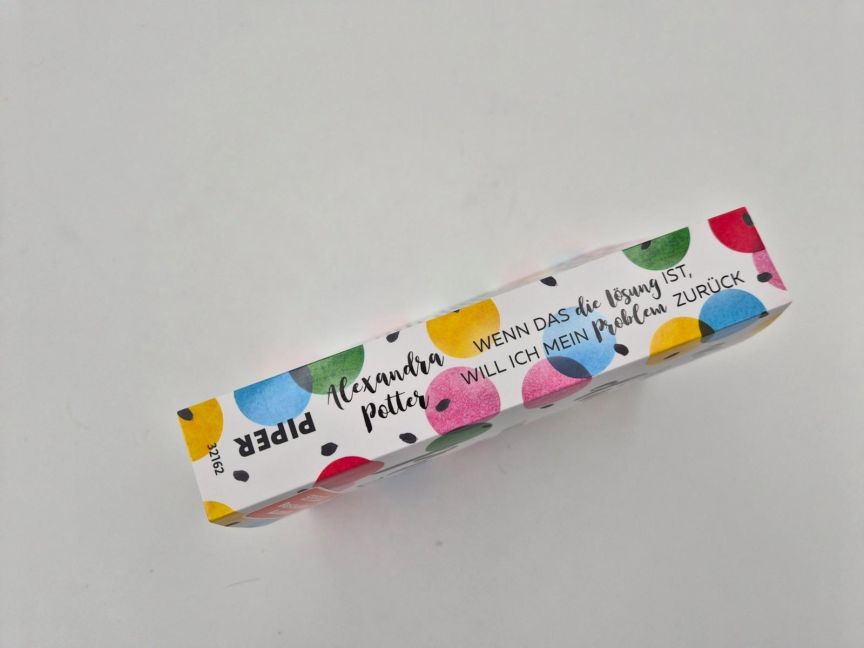 32162
PIPER
Alexandra
Potter
WENN DAS die Lösung IST,
WILL ICH MEIN Problem ZURÜCK